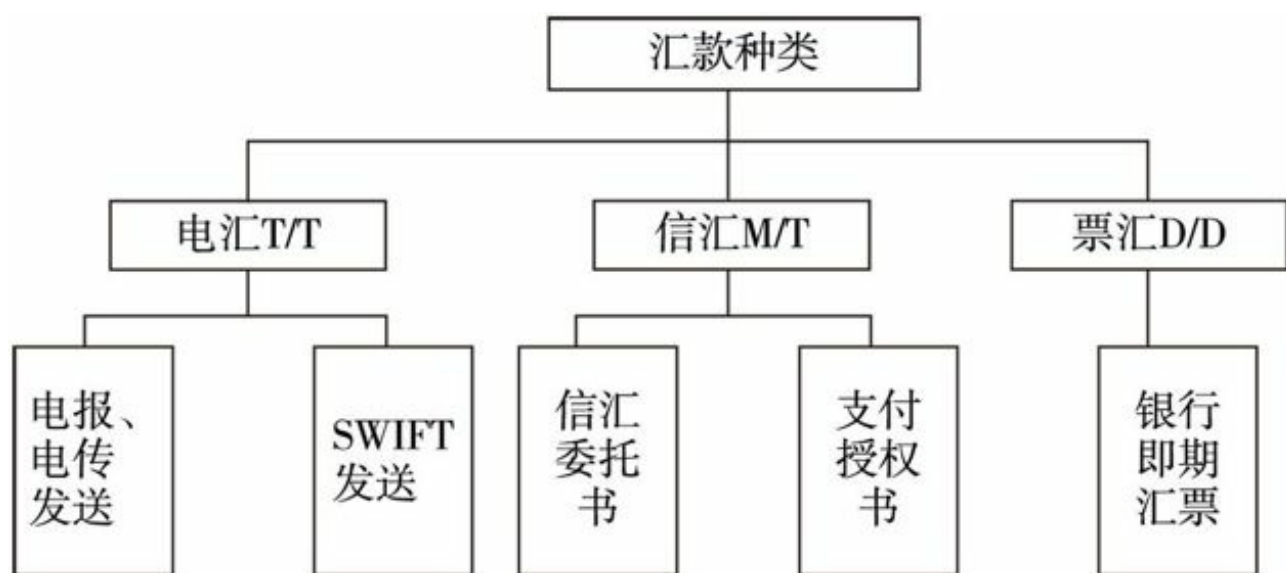 汇款种类
电汇T/T
信汇M/T
票汇D/D
电报、
电传
发送
SWIFT
发送
信汇
委托
书
支付
授权
书
银行
即期
汇票